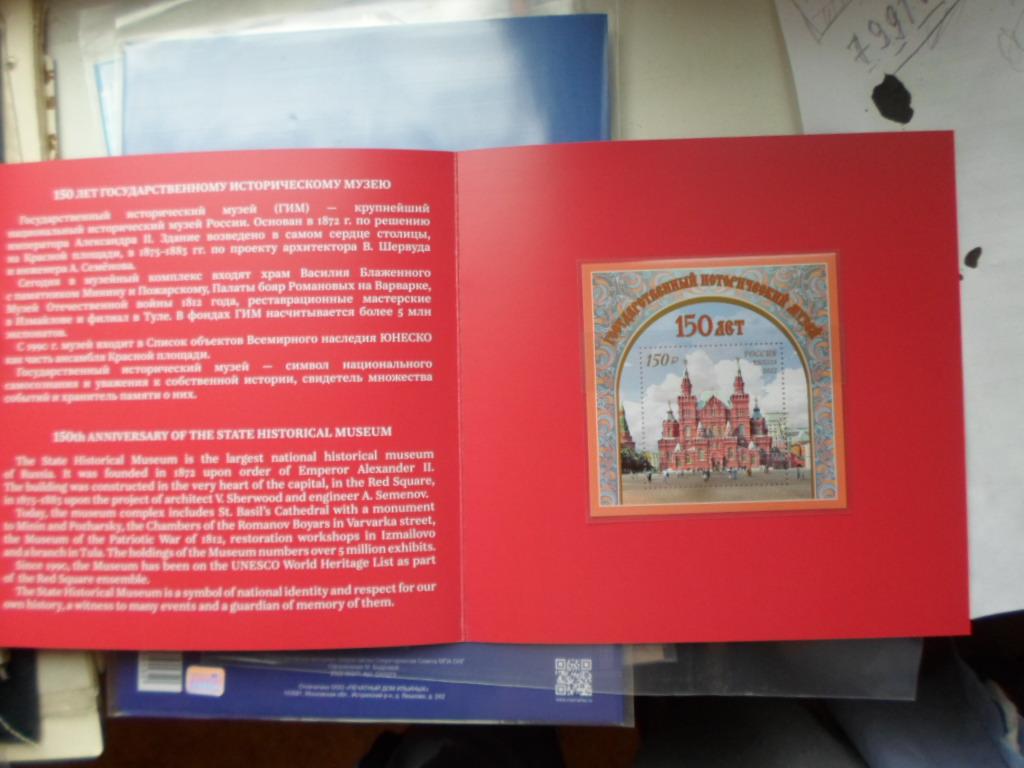 7991
150 ЛЕТ ГОСУДАРСТВЕННОМУ ИСТОРИЧЕСКОМУ МУЗЕЮ
Государственный исторический музей (ГИМ) — крупнейший
национальный исторический музей России. Основан в 1872 г. по решению
императора Александра II. Здание возведено в самом сердце столицы,
на Красной площади, в 1875–1883 гг. по проекту архитектора В. Шервуда
и инженера А. Семёнова.
Сегодня в музейный комплекс входят храм Василия Блаженного
с памятником Минину и Пожарскому, Палаты бояр Романовых на Варварке,
Музей Отечественной войны 1812 года, реставрационные мастерские
в Измайлове и филиал в Туле. В фондах ГИМ насчитывается более 5 млн
экспонатов.
С 1990 г. музей входит в Список объектов Всемирного наследия ЮНЕСКО
как часть ансамбля Красной площади.
Государственный исторический музей — символ национального
самосознания и уважения к собственной истории, свидетель множества
событий и хранитель памяти о них.
150th ANNIVERSARY OF THE STATE HISTORICAL MUSEUM
The State Historical Museum is the largest national historical museum
of Russia. It was founded in 1872 upon order of Emperor Alexander II.
The building was constructed in the very heart of the capital, in the Red Square,
in 1875-1883 upon the project of architect V. Sherwood and engineer A. Semenov.
Today, the museum complex includes St. Basil's Cathedral with a monument
to Minin and Pozharsky, the Chambers of the Romanov Boyars in Varvarka street,
the Museum of the Patriotic War of 1812, restoration workshops in Izmailovo
and a branch in Tula. The holdings of the Museum numbers over 5 million exhibits.
Since 1990, the Museum has been on the UNESCO World Heritage List as part
of the Red Square ensemble.
The State Historical Museum is a symbol of national identity and respect for our
own history, a witness to many events and a guardian of memory of them.
ГОСУДАРСТВЕННЫЙ ИСТОРИЧЕСКИЙ МУЗЕЙ
150 ЛЕТ
150 ₽
РОССИЯ
RUSSIA
2022
Отпечатано ООО «ПЕЧАТНЫЙ ДОМ ИЛЬИНЫХ»